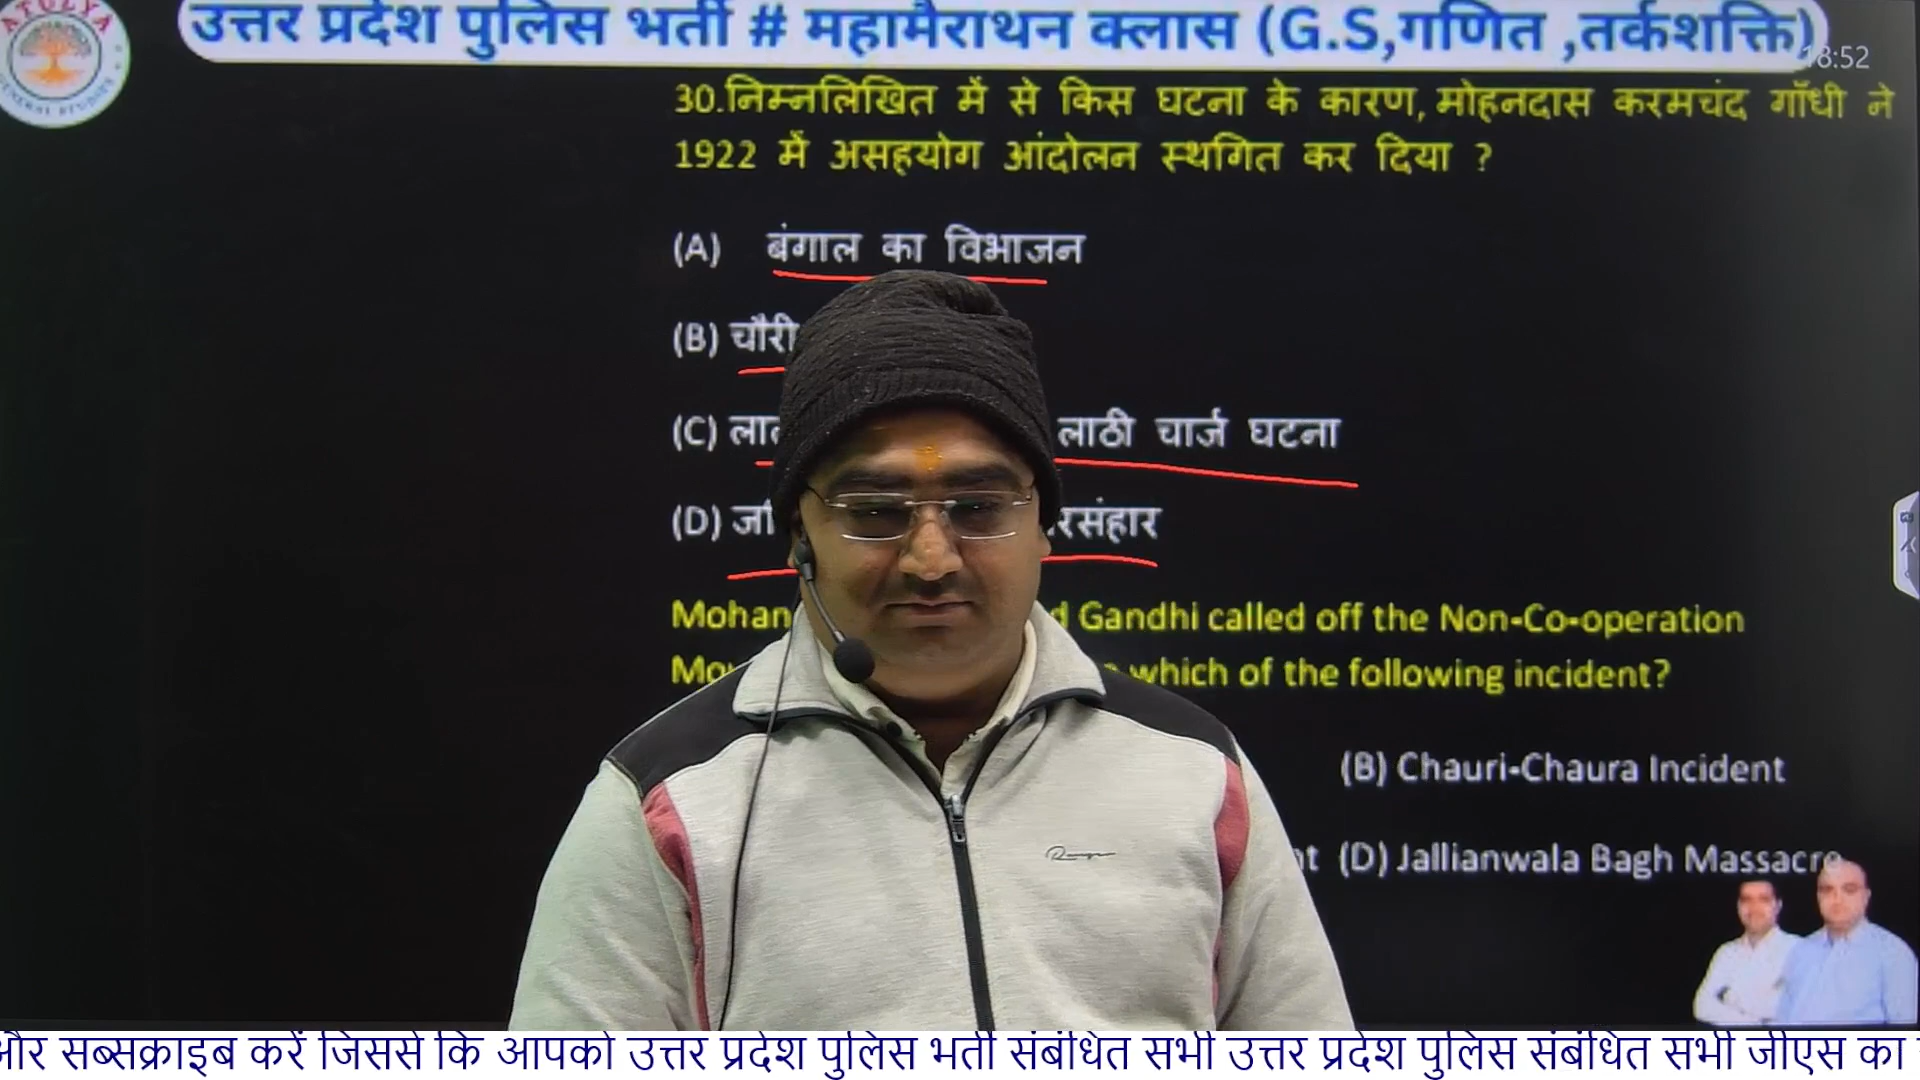 ATULYA
GENERAL STUDIES
उत्तर प्रदेश पुलिस भर्ती # महामैराथन क्लास (G.S,गणित ,तर्कशक्ति)
18:52
30.निम्नलिखित में से किस घटना के कारण, मोहनदास करमचंद गाँधी ने
1922 में असहयोग आंदोलन स्थगित कर दिया ?
(A) बंगाल का विभाजन
(B) चौरी
(C) लाठी चार्ज घटना
(D)
Gandhi called off the Non-Co-operation
which of the following incident?
(B) Chauri-Chaura Incident
(D) Jallianwala Bagh Massacre
और सब्सक्राइब करें जिससे कि आपको उत्तर प्रदेश पुलिस भर्ती संबंधित सभी उत्तर प्रदेश पुलिस संबंधित सभी जीएस का